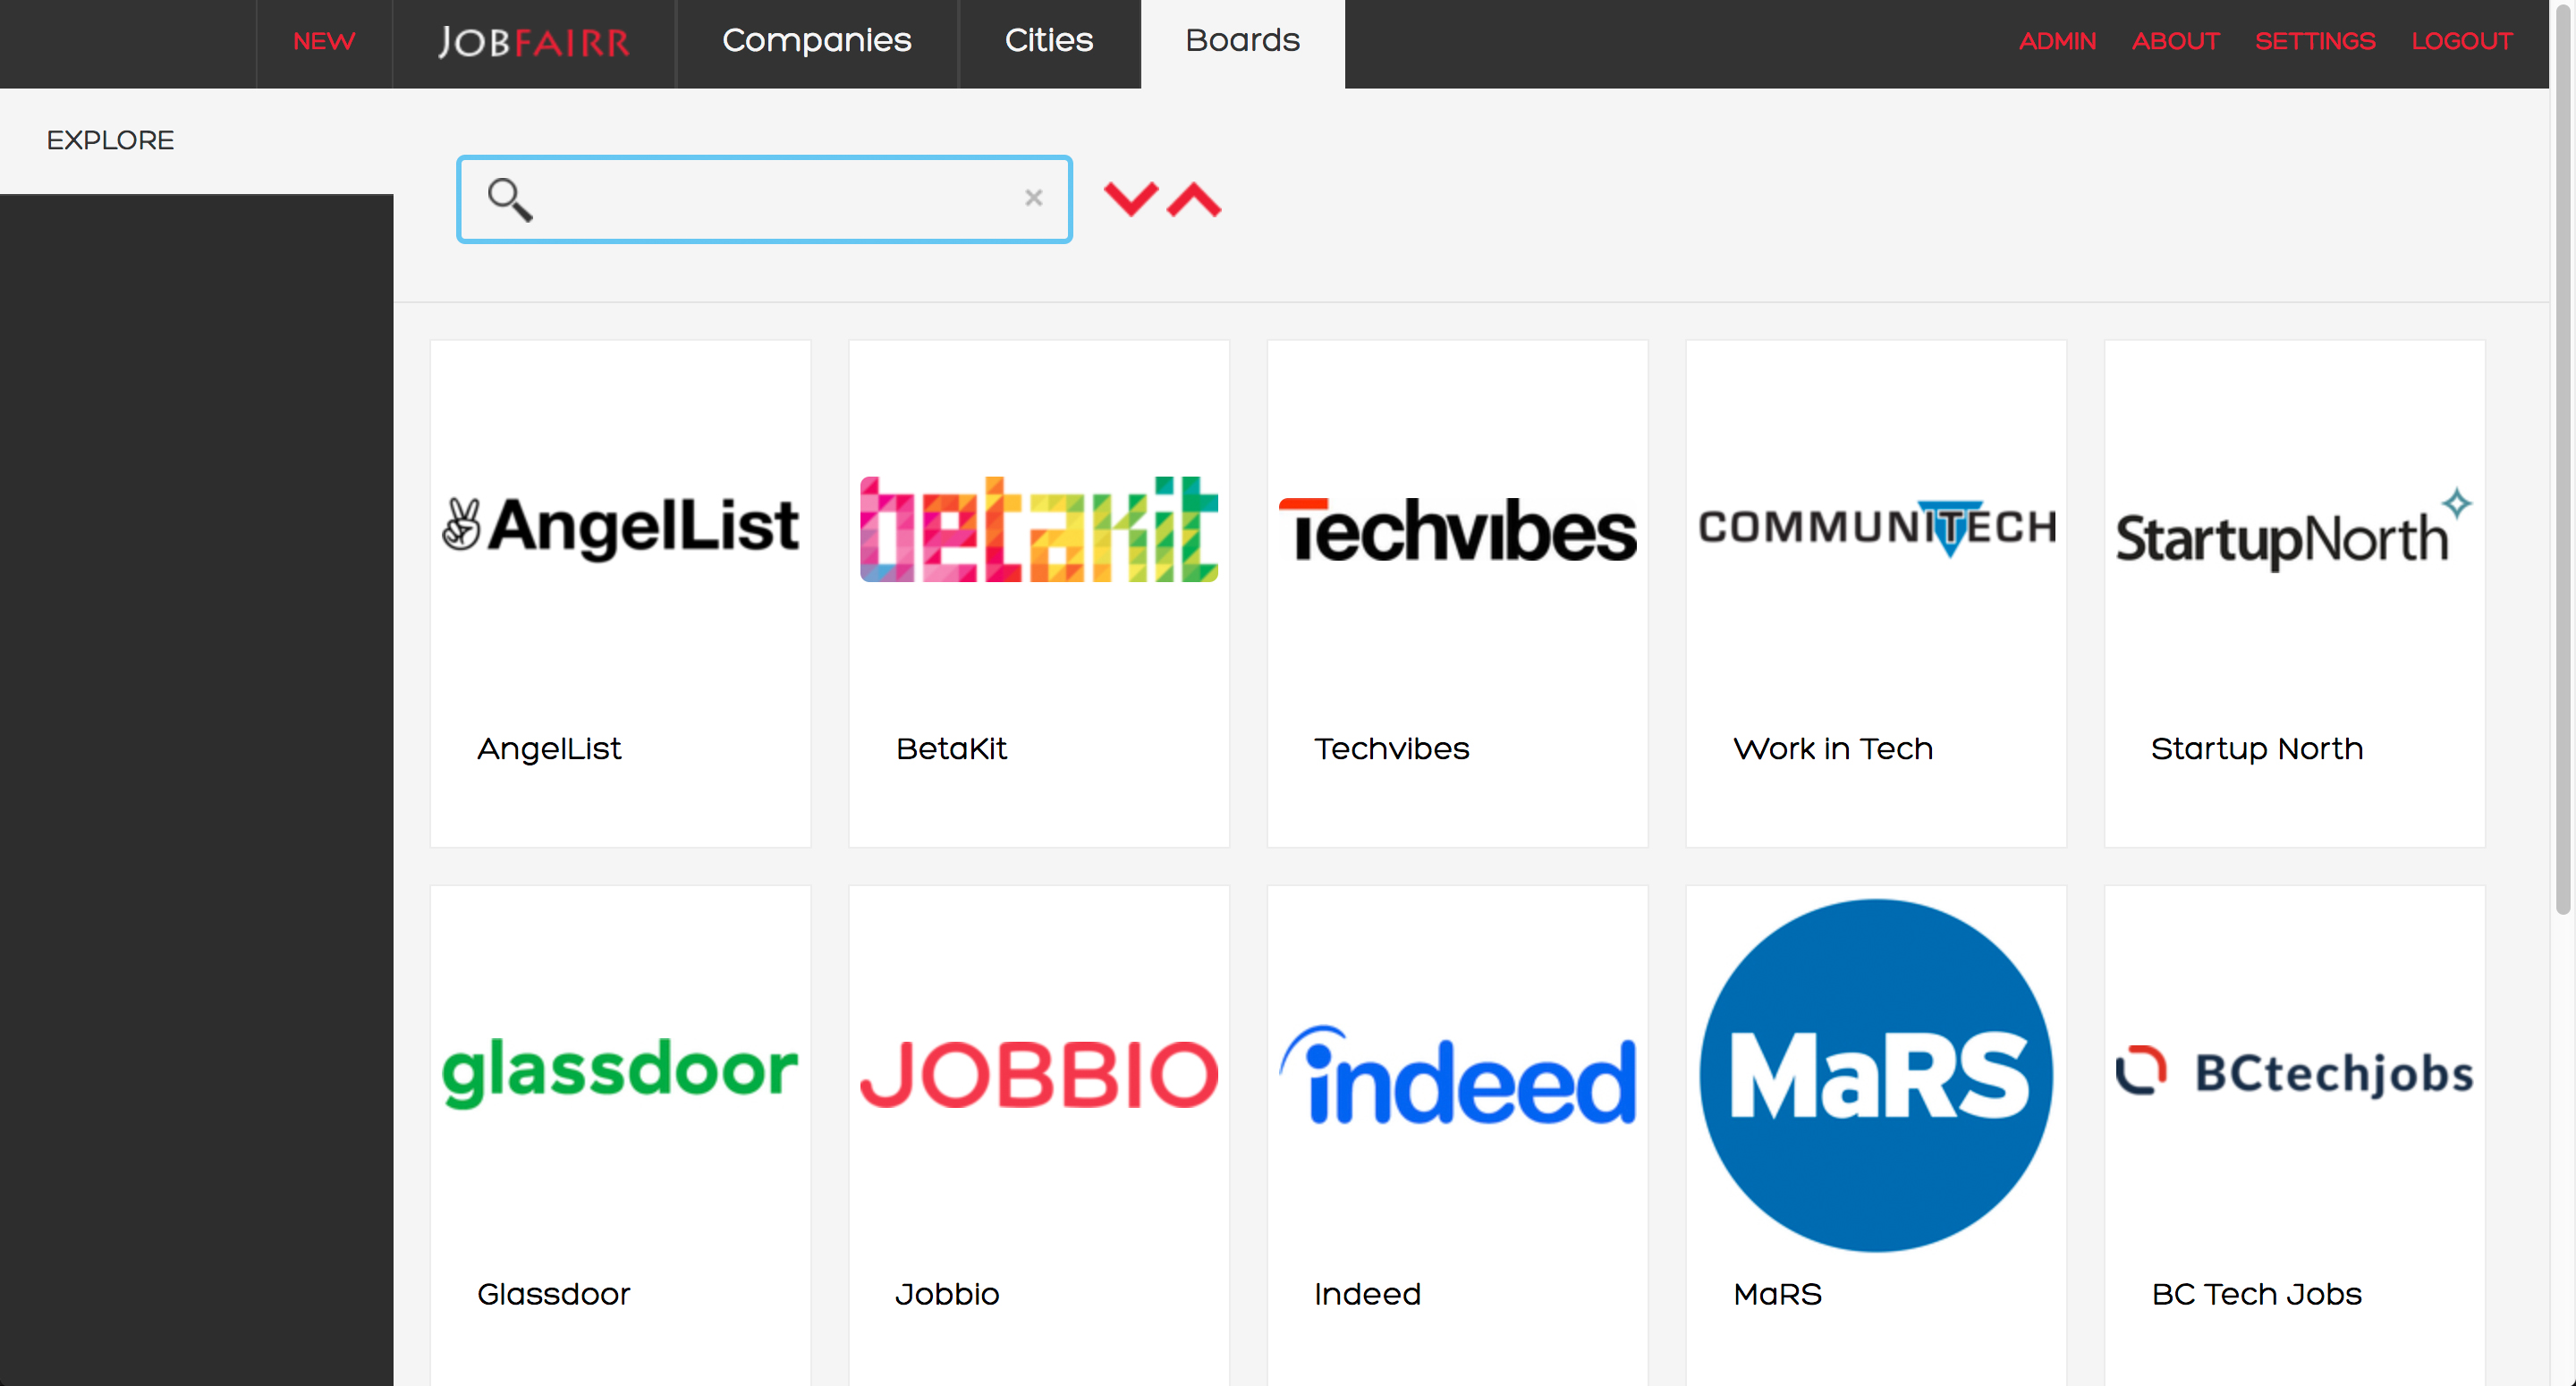 NEW
JOBFAIRR
Companies
Cities
Boards
ADMIN
ABOUT
SETTINGS
LOGOUT
EXPLORE
AngelList
betakit
Techvibes
COMMUNITECH
StartupNorth
AngelList
BetaKit
Techvibes
Work in Tech
Startup North
glassdoor
JOBBIO
indeed
MaRS
BCtechjobs
Glassdoor
Jobbio
Indeed
MaRS
BC Tech Jobs